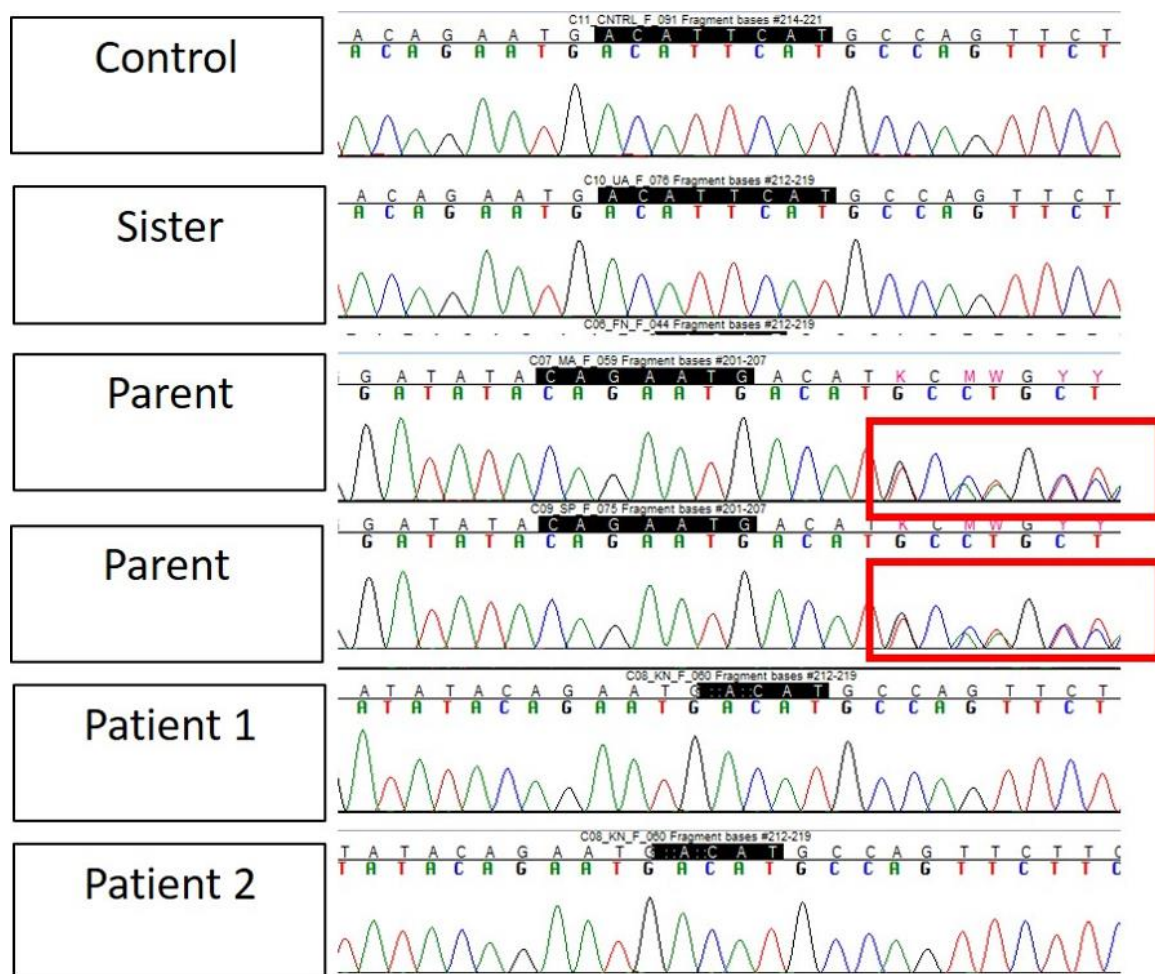 Control
C11_CNTRL_F_091 Fragment bases #214-221
A C A G A A T G A C A T T C A T G C C A G T T C T
A C A G A A T G A C A T T C A T G C C A G T T C T
Sister
C10_UA_F_076 Fragment bases #212-219
A C A G A A T G A C A T T C A T G C C A G T T C T
A C A G A A T G A C A T T C A T G C C A G T T C T
C06_FN_F_044 Fragment bases #212-219
Parent
C07_MA_F_059 Fragment bases #201-207
G A T A T A C A G A A T G A C A T K C M W G Y Y
G A T A T A C A G A A T G A C A T G C C T G C T
Parent
C09_SP_F_075 Fragment bases #201-207
G A T A T A C A G A A T G A C A T K C M W G Y Y
G A T A T A C A G A A T G A C A T G C C T G C T
Patient 1
C08_KN_F_060 Fragment bases #212-219
A T A T A C A G A A T G ::A::C A T G C C A G T T C T
A T A T A C A G A A T G A C A T G C C A G T T C T
Patient 2
C08_KN_F_060 Fragment bases #212-219
T A T A C A G A A T G ::A::C A T G C C A G T T C T T C
T A T A C A G A A T G A C A T G C C A G T T C T T C